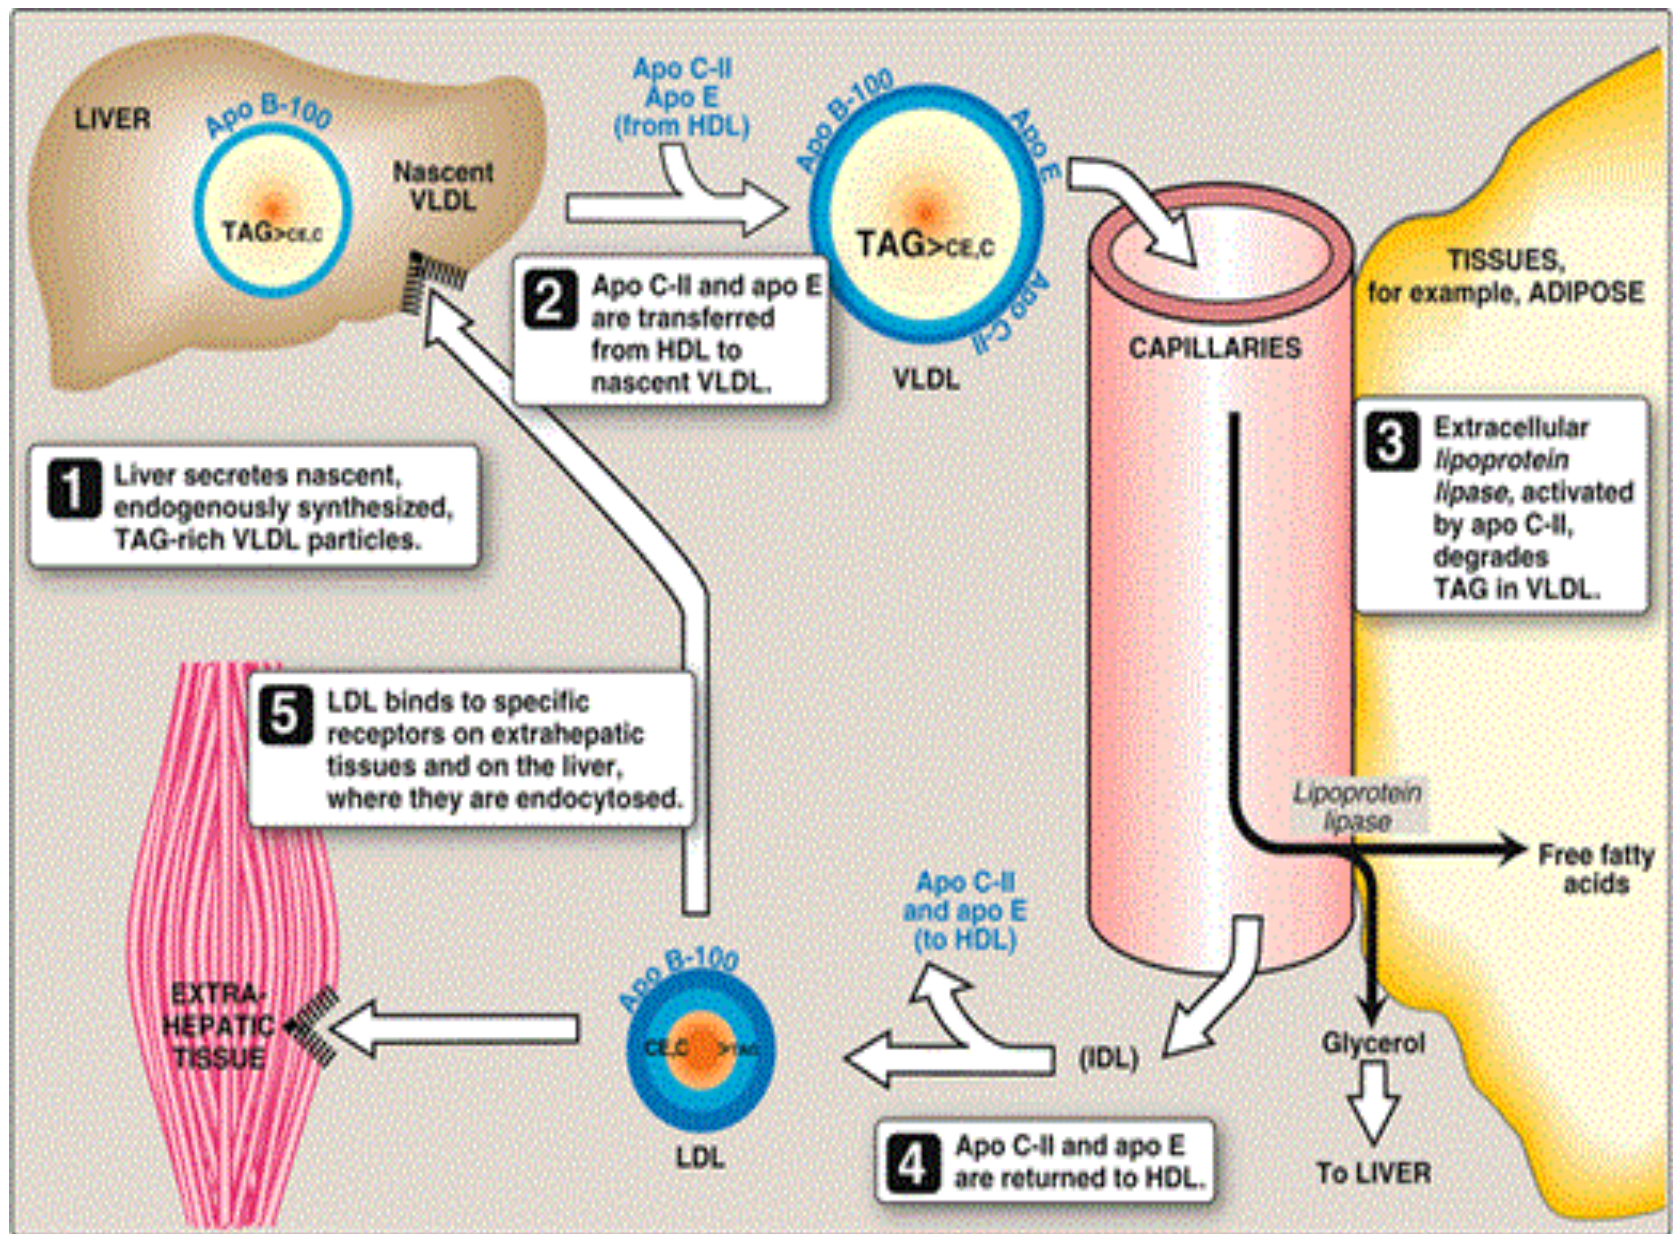 LIVER
Apo B-100
Nascent
VLDL
TAG>CE,C
Apo C-II
Apo E
(from HDL)
Apo B-100
Apo E
Apo C-II
TAG>CE,C
VLDL
2 Apo C-II and apo E
are transferred
from HDL to
nascent VLDL.
CAPILLARIES
TISSUES,
for example, ADIPOSE
1 Liver secretes nascent,
endogenously synthesized,
TAG-rich VLDL particles.
3 Extracellular
lipoprotein
lipase, activated
by apo C-II,
degrades
TAG in VLDL.
5 LDL binds to specific
receptors on extrahepatic
tissues and on the liver,
where they are endocytosed.
Lipoprotein
lipase
Free fatty
acids
Glycerol
To LIVER
Apo C-II
and apo E
(to HDL)
(IDL)
4 Apo C-II and apo E
are returned to HDL.
Apo B-100
CE,C >TAG
LDL
EXTRA-
HEPATIC
TISSUE